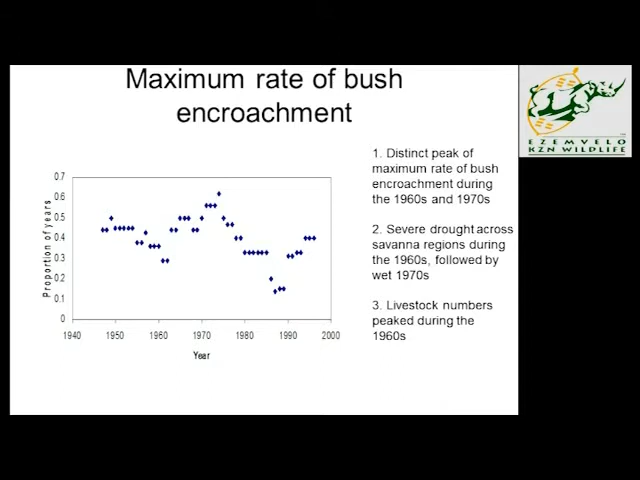 Maximum rate of bush
encroachment
EZEMVELO
KZN WILDLIFE
1. Distinct peak of
maximum rate of bush
encroachment during
the 1960s and 1970s
2. Severe drought across
savanna regions during
the 1960s, followed by
wet 1970s
3. Livestock numbers
peaked during the
1960s
Proportion of years
0.7
0.6
0.5
0.4
0.3
0.2
0.1
0
1940 1950 1960 1970 1980 1990 2000
Year